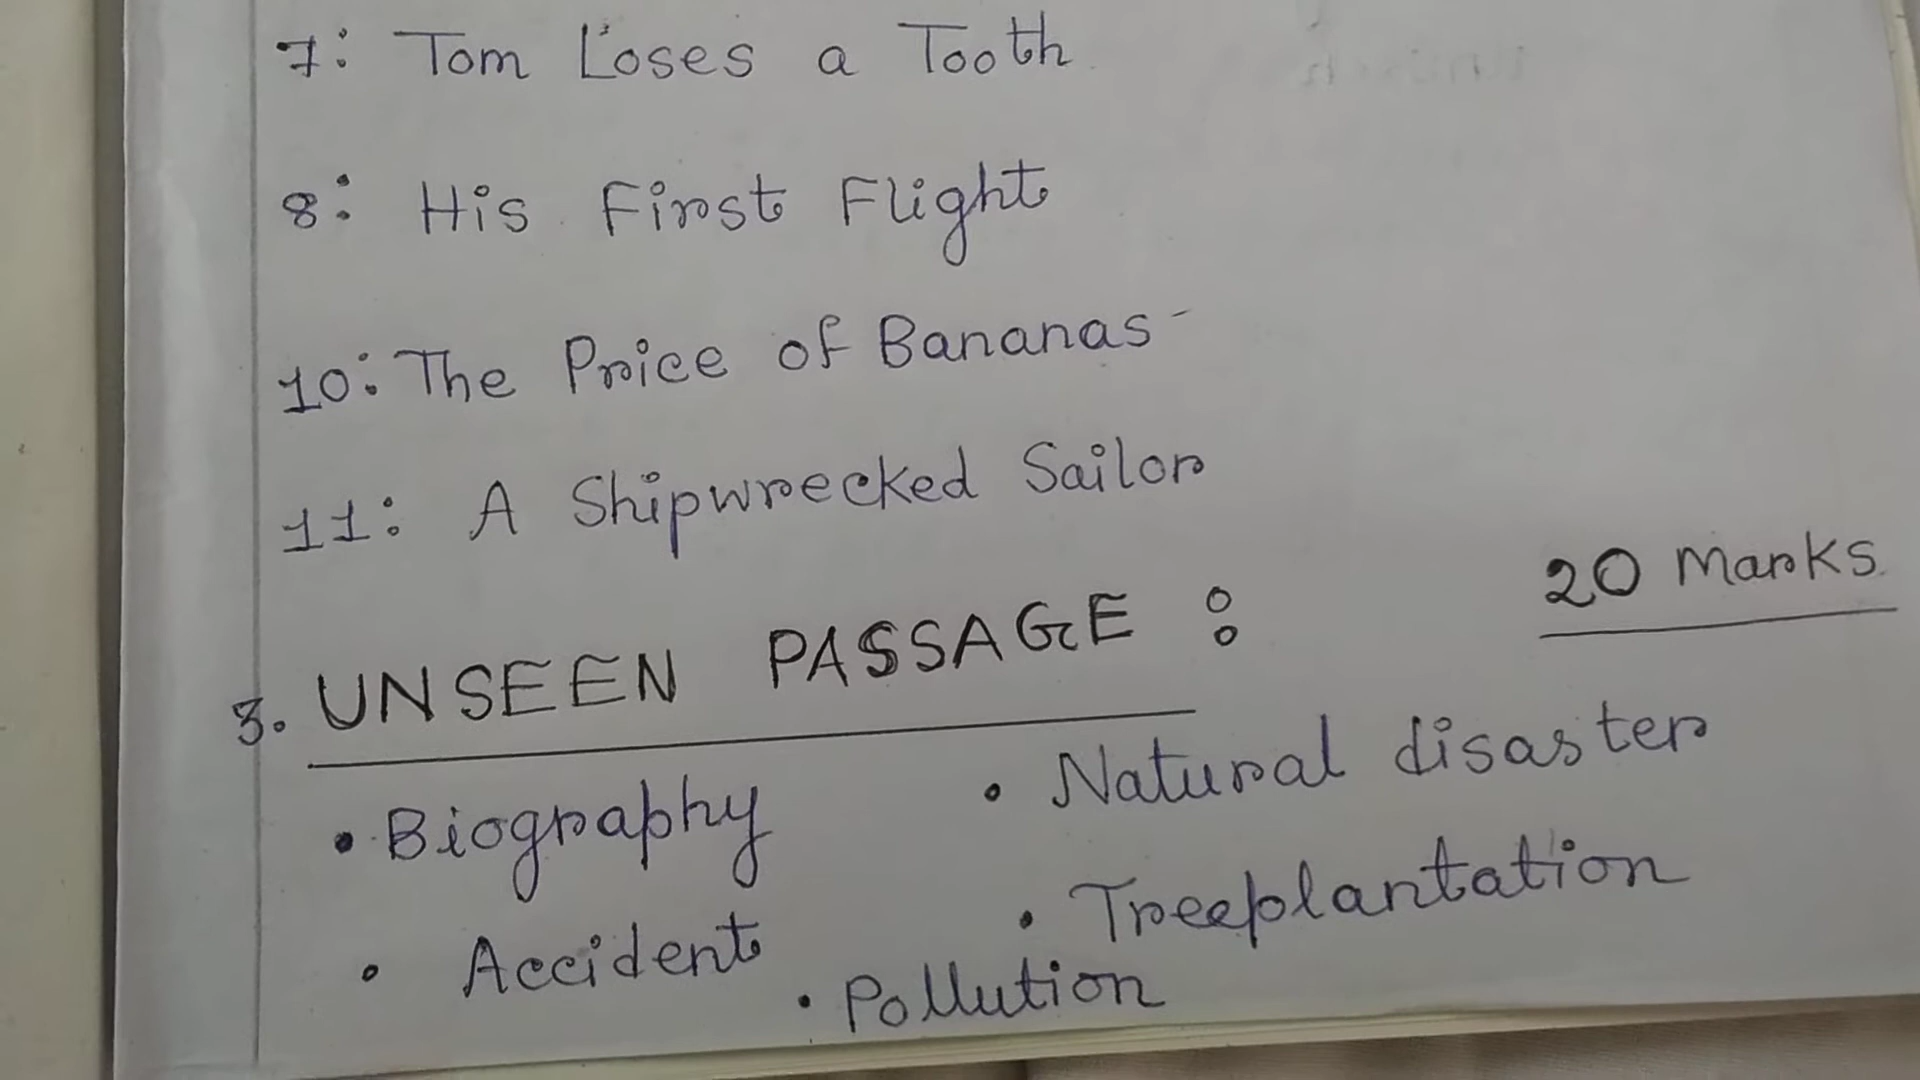 7: Tom Loses a Tooth
8: His First Flight
10: The Price of Bananas
11: A Shipwrecked Sailor
20 Marks
3. UNSEEN PASSAGE :
• Biography
• Natural disaster
• Accident
• Treeplantation
• Pollution